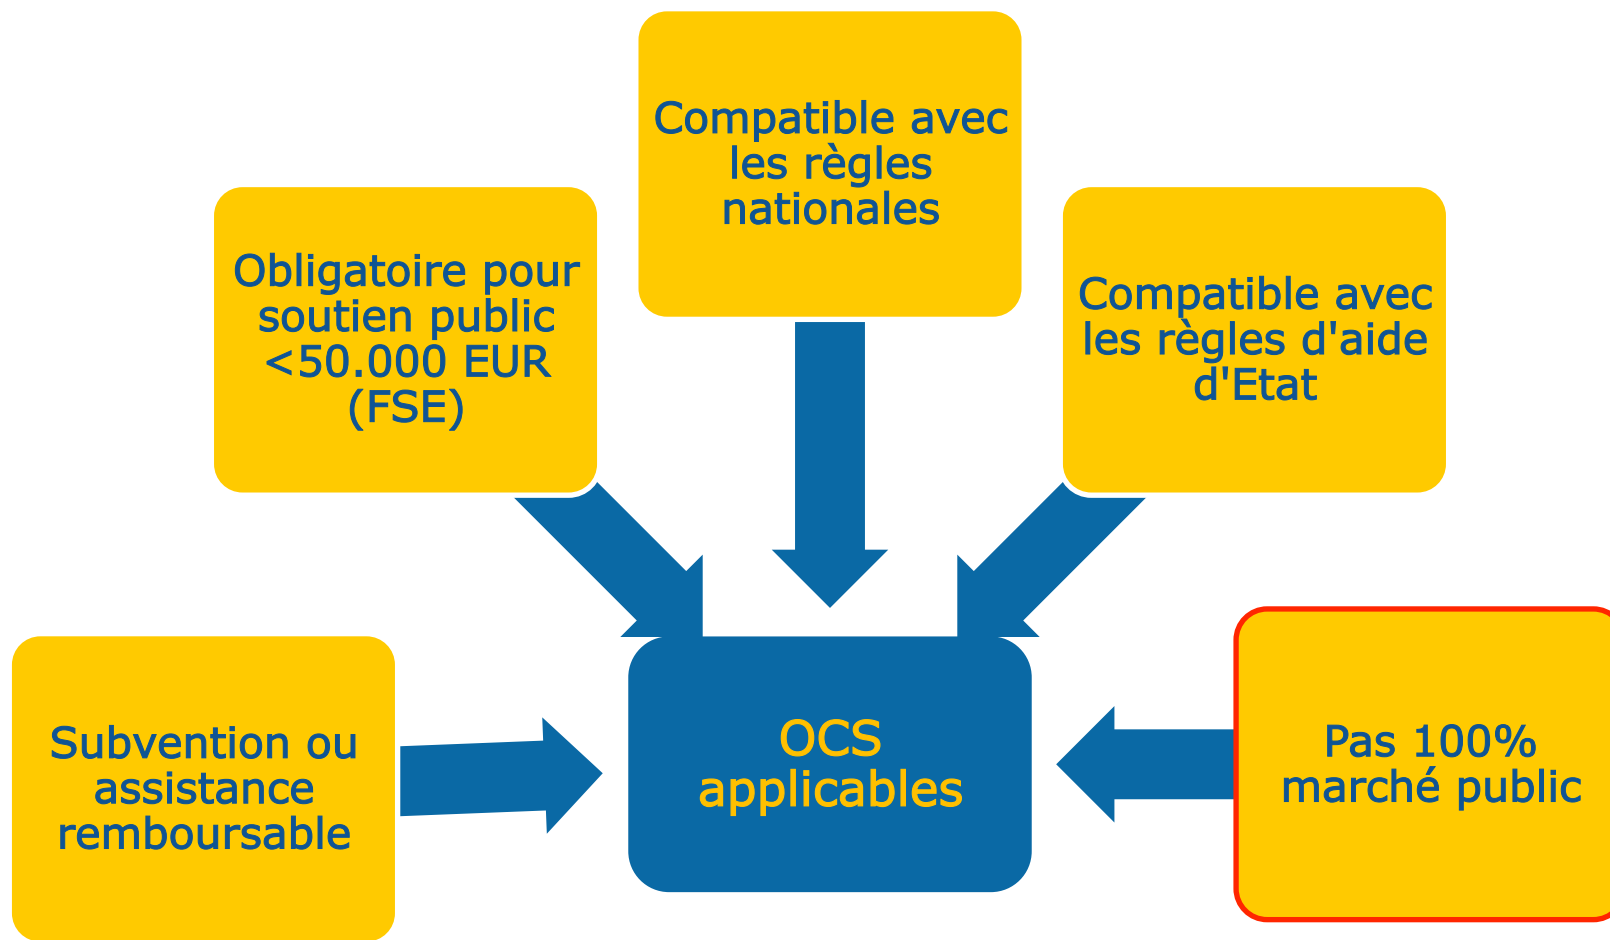 Compatible avec
les règles
nationales
Obligatoire pour
soutien public
<50.000 EUR
(FSE)
Compatible avec
les règles d'aide
d'Etat
Subvention ou
assistance
remboursable
OCS
applicables
Pas 100%
marché public